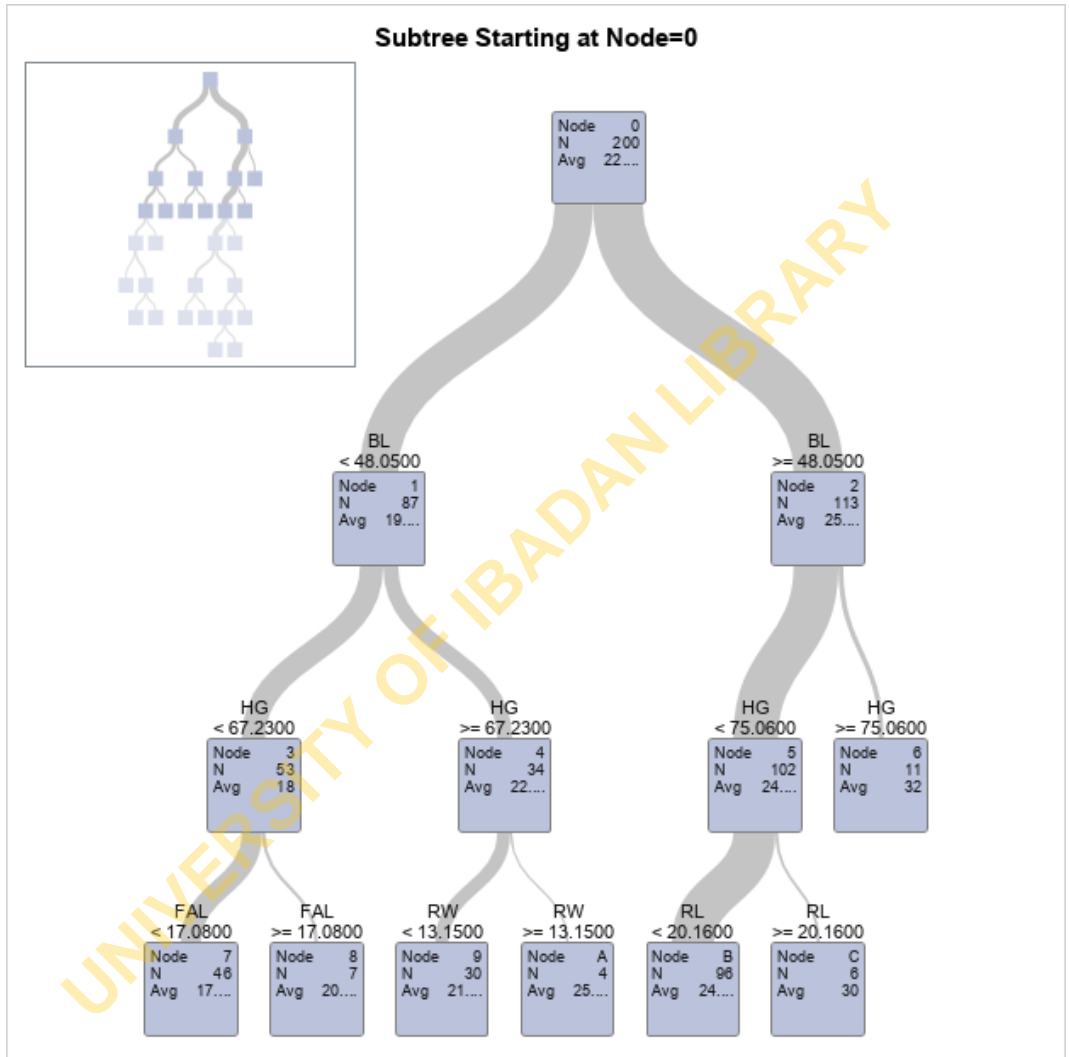 Subtree Starting at Node=0
Node 0
N 200
Avg 22....
BL
< 48.0500
Node 1
N 87
Avg 19....
BL
>= 48.0500
Node 2
N 113
Avg 25....
HG
< 67.2300
Node 3
N 53
Avg 18
HG
>= 67.2300
Node 4
N 34
Avg 22....
HG
< 75.0600
Node 5
N 102
Avg 24....
HG
>= 75.0600
Node 6
N 11
Avg 32
FAL
< 17.0800
Node 7
N 46
Avg 17....
FAL
>= 17.0800
Node 8
N 7
Avg 20....
RW
< 13.1500
Node 9
N 30
Avg 21....
RW
>= 13.1500
Node A
N 4
Avg 25....
RL
< 20.1600
Node B
N 96
Avg 24....
RL
>= 20.1600
Node C
N 6
Avg 30
UNIVERSITY OF IBADAN LIBRARY